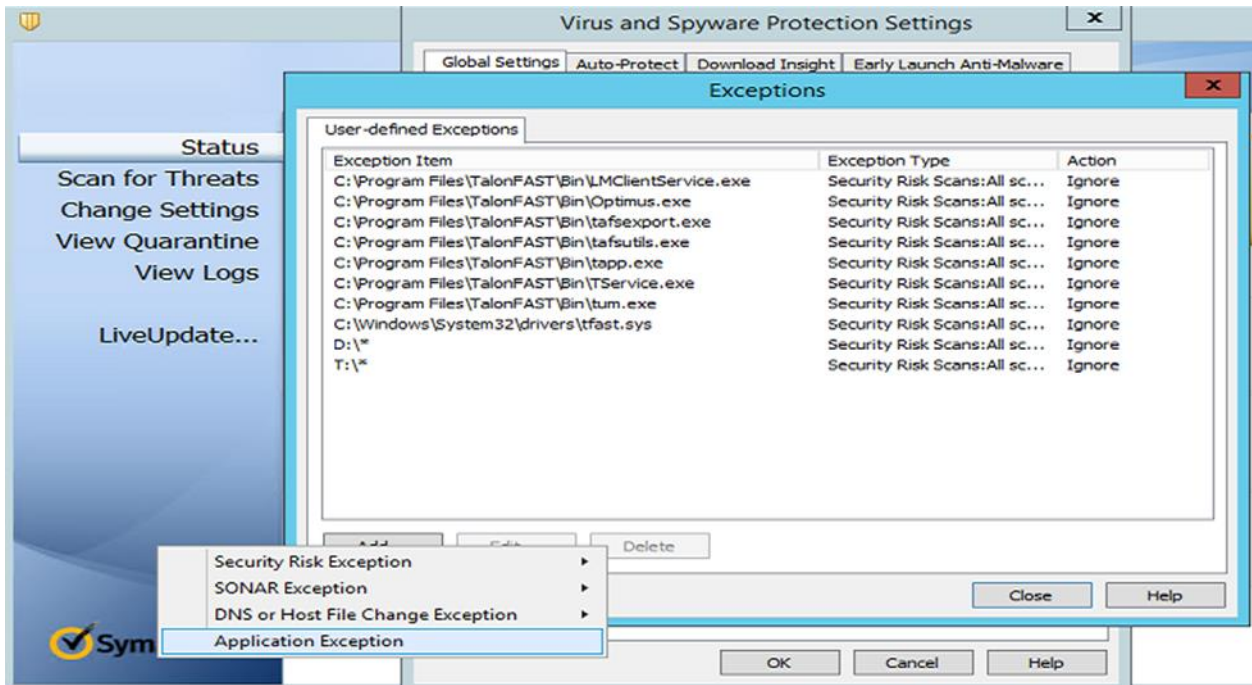 Virus and Spyware Protection Settings
x
Global Settings Auto-Protect Download Insight Early Launch Anti-Malware
Exceptions
x
User-defined Exceptions
Exception Item Exception Type Action
C:\Program Files\TalonFAST\Bin\LMClientService.exe Security Risk Scans:All sc... Ignore
C:\Program Files\TalonFAST\Bin\Optimus.exe Security Risk Scans:All sc... Ignore
C:\Program Files\TalonFAST\Bin\tafsexport.exe Security Risk Scans:All sc... Ignore
C:\Program Files\TalonFAST\Bin\tafsutils.exe Security Risk Scans:All sc... Ignore
C:\Program Files\TalonFAST\Bin\tapp.exe Security Risk Scans:All sc... Ignore
C:\Program Files\TalonFAST\Bin\TService.exe Security Risk Scans:All sc... Ignore
C:\Program Files\TalonFAST\Bin\tum.exe Security Risk Scans:All sc... Ignore
C:\Windows\System32\drivers\tfast.sys Security Risk Scans:All sc... Ignore
D:\* Security Risk Scans:All sc... Ignore
T:\* Security Risk Scans:All sc... Ignore
Status
Scan for Threats
Change Settings
View Quarantine
View Logs
LiveUpdate...
Delete
Security Risk Exception
SONAR Exception
DNS or Host File Change Exception
Application Exception
Close Help
Sym
OK Cancel Help